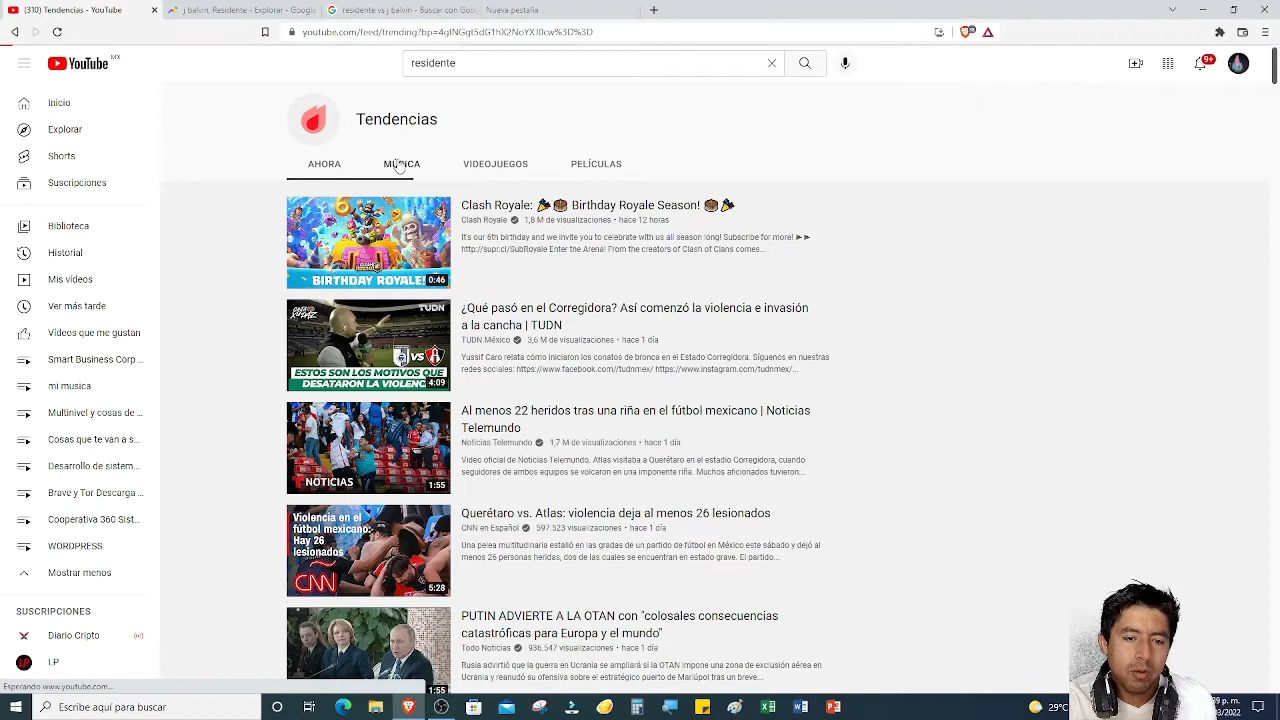 (310) Tendencias - YouTube
j balvin, Residente - Explorar - Google
residente vs j balvin - Buscar con Goo
Nueva pestaña
YouTube MX
residente
9+
Inicio
Explorar
Shorts
Suscripciones
Biblioteca
Historial
Mis vídeos
Ver más tarde
Vídeos que me gustan
Smart Business Corp ...
mi musica
Multinivel y cosas de ...
Cosas que te van a s...
Desarrollo de sistem...
Brave y Tor Descarga ...
Cooperativa 360 Sist...
WORDPRESS
Mostrar menos
SUSCRIPCIONES
Diario Cripto
LP
Tendencias
AHORA
MÚSICA
VIDEOJUEGOS
PELÍCULAS
BIRTHDAY ROYALE!
0:46
Clash Royale: 🎉🎂 Birthday Royale Season! 🎂🎉
Clash Royale 1,8 M de visualizaciones • hace 12 horas
It's our 6th birthday and we invite you to celebrate with us all season long! Subscribe for more! ►►
http://supr.cl/SubRoyale Enter the Arena! From the creators of Clash of Clans comes...
TUDN
VS
ESTOS SON LOS MOTIVOS QUE
DESATARON LA VIOLENC
4:09
¿Qué pasó en el Corregidora? Así comenzó la violencia e invasión
a la cancha | TUDN
TUDN México 3,6 M de visualizaciones • hace 1 día
Yussif Caro relata cómo iniciaron los conatos de bronca en el Estado Corregidora. Síguenos en nuestras
redes sociales: https://www.facebook.com//tudnmex/ https://www.instagram.com/tudnmex/...
NOTICIAS
1:55
Al menos 22 heridos tras una riña en el fútbol mexicano | Noticias
Telemundo
Noticias Telemundo 1,7 M de visualizaciones • hace 1 día
Video oficial de Noticias Telemundo. Atlas visitaba a Querétaro en el estadio Corregidora, cuando
seguidores de ambos equipos se volcaron en una imponente riña. Muchos aficionados tuvieron...
Violencia en el
fútbol mexicano:
Hay 26
lesionados
CNN
5:28
Querétaro vs. Atlas: violencia deja al menos 26 lesionados
CNN en Español 597.523 visualizaciones • hace 1 día
Una pelea multitudinaria estalló en las gradas de un partido de fútbol en México este sábado y dejó al
menos 26 personas heridas, dos de las cuales se encuentran en estado grave. El partido...
1:55
PUTIN ADVIERTE A LA OTAN con "colosales consecuencias
catastróficas para Europa y el mundo"
Todo Noticias 936.547 visualizaciones • hace 1 día
Rusia advirtió que la guerra en Ucrania se ampliará si la OTAN impone una zona de exclusión aérea en
Ucrania y reanudó su ofensiva sobre el estratégico puerto de Mariúpol tras un breve...
Esperando www.youtube.com...
Escribe aquí para buscar
29°